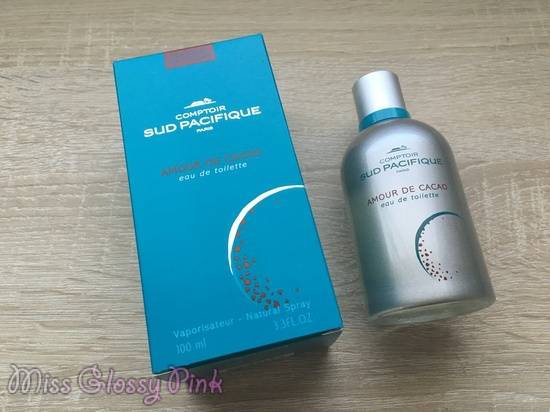 COMPTOIR
SUD PACIFIQUE
PARIS
AMOUR DE CACAO
eau de toilette
Vaporisateur - Natural Spray
100 ml 3.3FL.OZ
COMPTOIR
SUD PACIFIQUE
PARIS
AMOUR DE CACAO
eau de toilette
Miss Glossy Pink